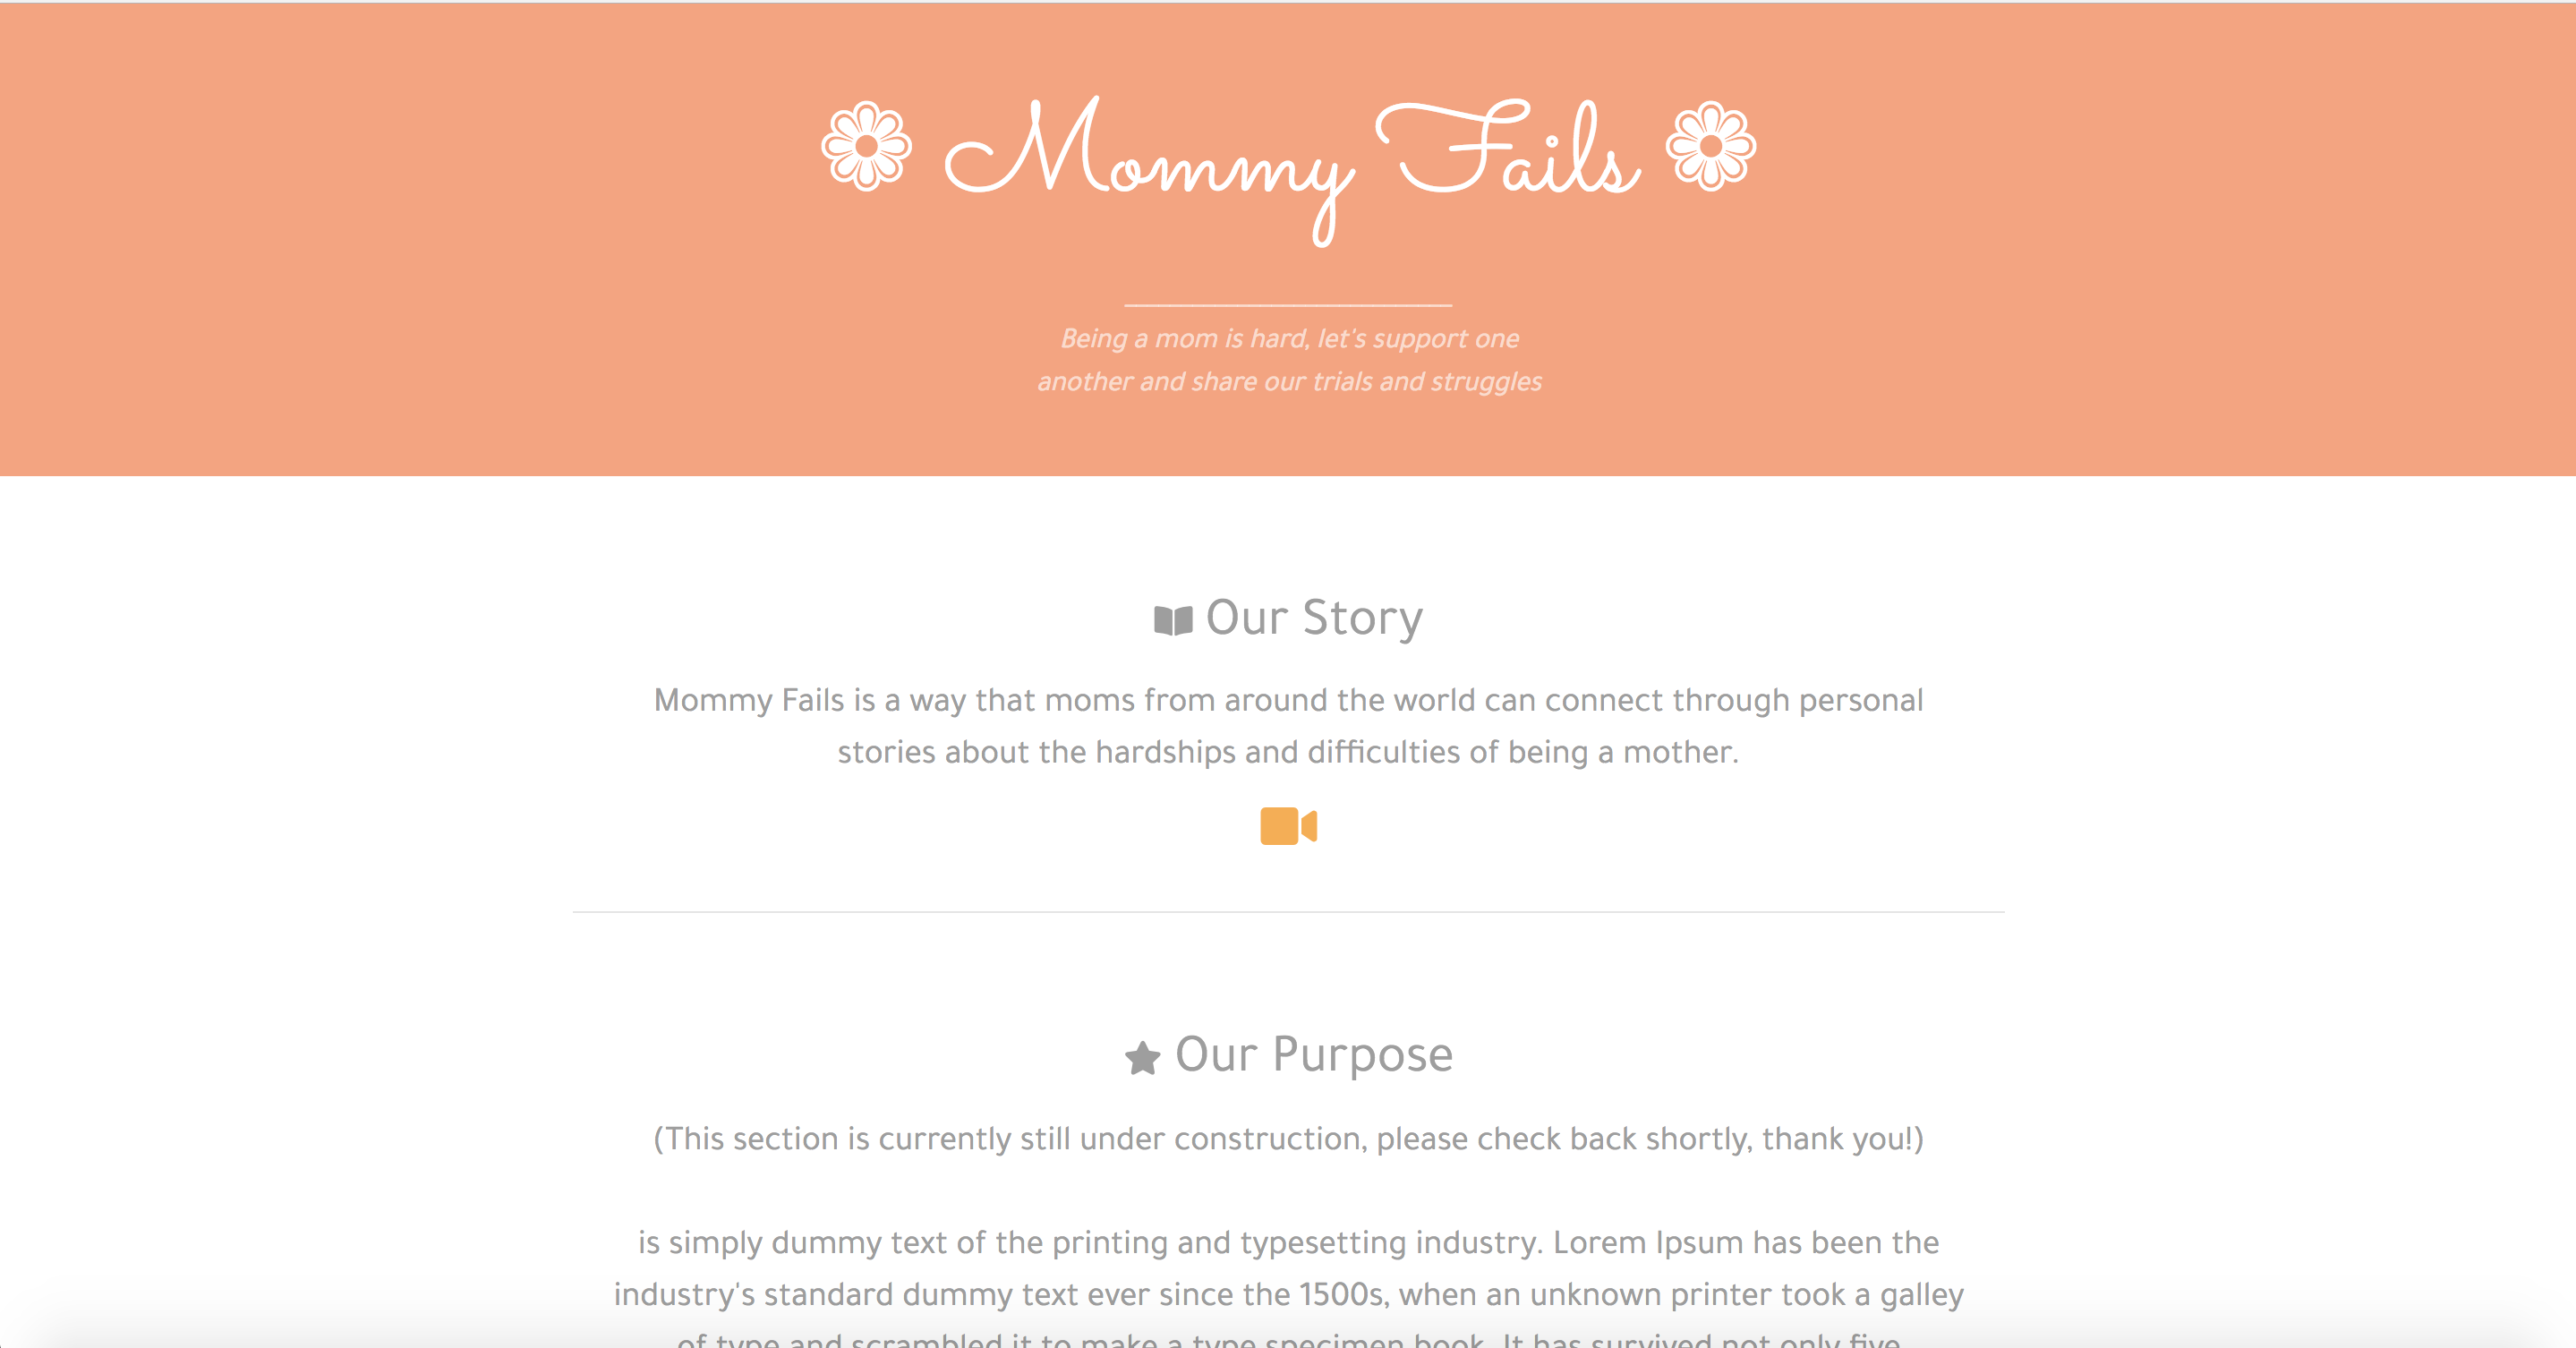 Mommy Fails
Being a mom is hard, let's support one
another and share our trials and struggles
Our Story
Mommy Fails is a way that moms from around the world can connect through personal
stories about the hardships and difficulties of being a mother.
Our Purpose
(This section is currently still under construction, please check back shortly, thank you!)
is simply dummy text of the printing and typesetting industry. Lorem Ipsum has been the
industry's standard dummy text ever since the 1500s, when an unknown printer took a galley
of type and scrambled it to make a type specimen book. It has survived not only five